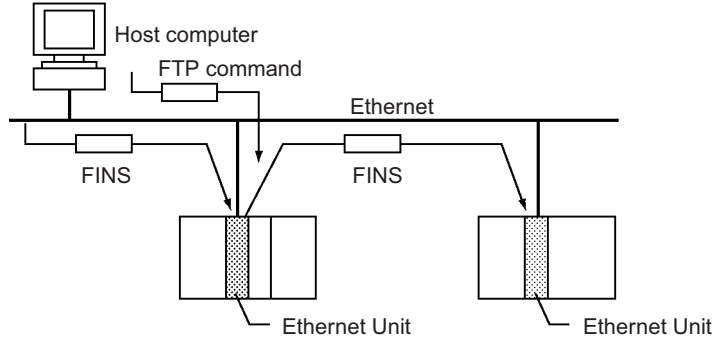 Host computer
FTP command
Ethernet
FINS
FINS
Ethernet Unit
Ethernet Unit